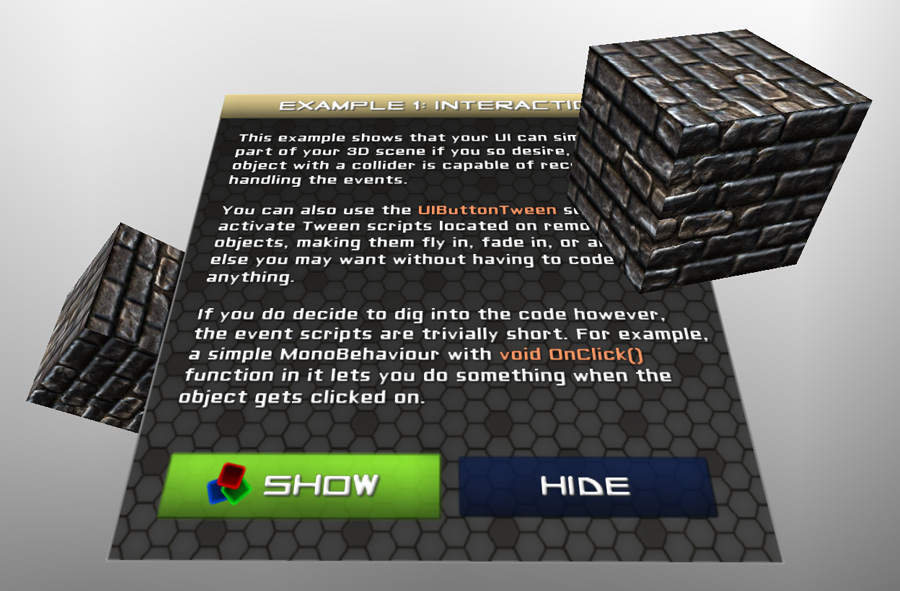 EXAMPLE 1: INTERACTIO
This example shows that your UI can sim
part of your 3D scene if you so desire,
object with a collider is capable of rec
handling the events.
You can also use the UIButtonTween
activate Tween scripts located on remo
objects, making them fly in, fade in, or
else you may want without having to code
anything.
If you do decide to dig into the code however,
the event scripts are trivially short. For example,
a simple MonoBehaviour with void OnClick()
function in it lets you do something when the
object gets clicked on.
SHOW
HIDE